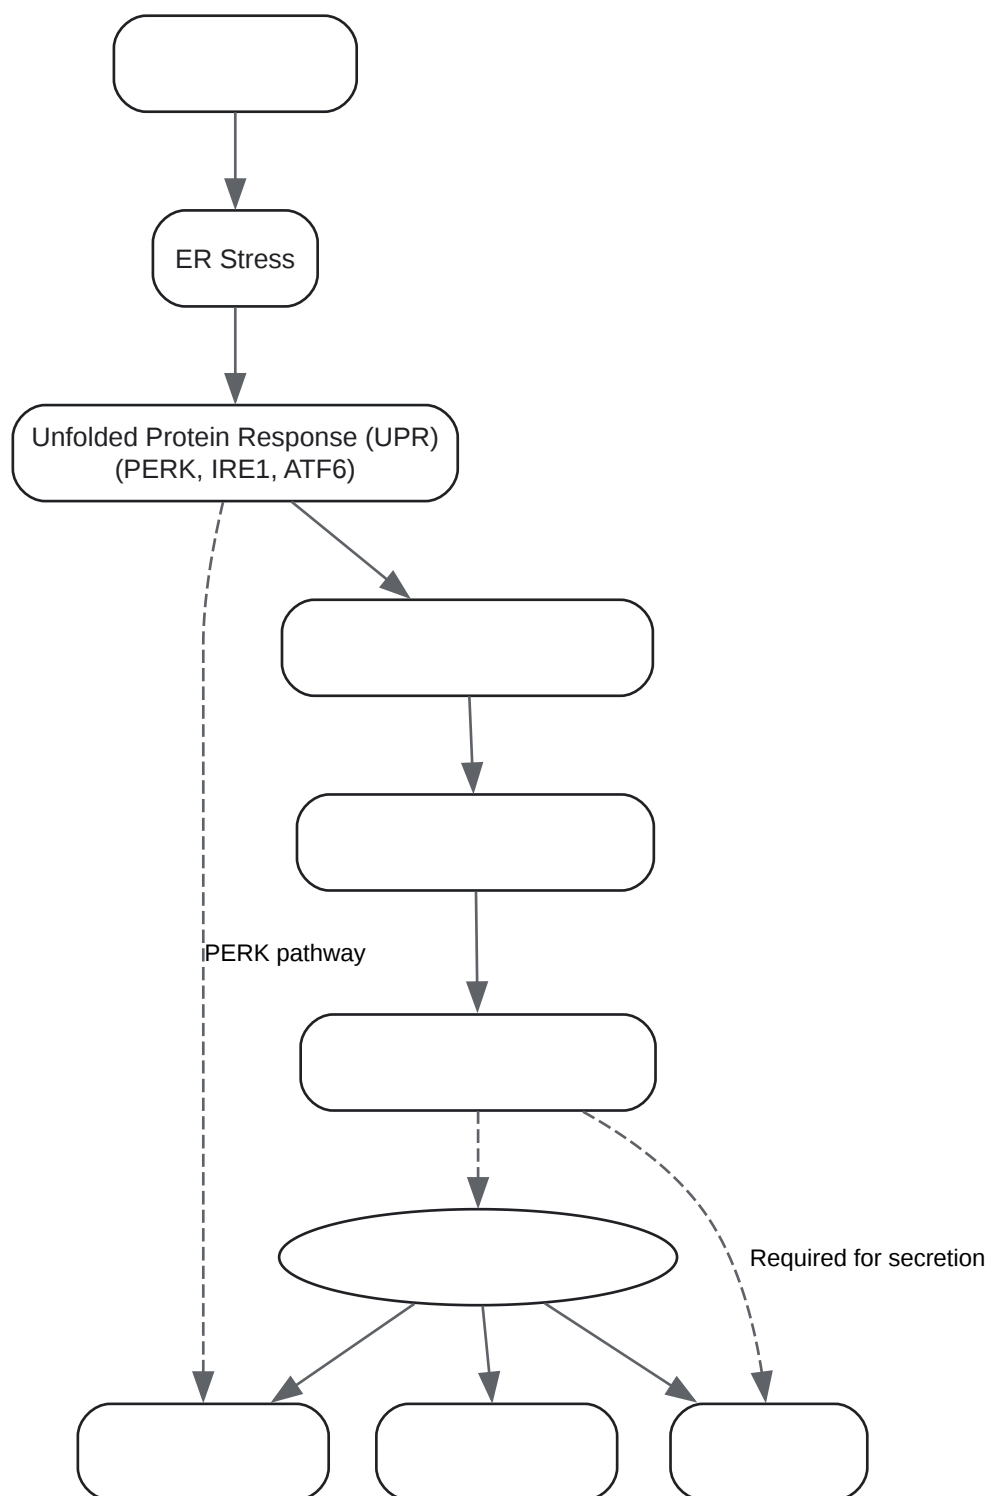 ER Stress
Unfolded Protein Response (UPR)
(PERK, IRE1, ATF6)
PERK pathway
Required for secretion